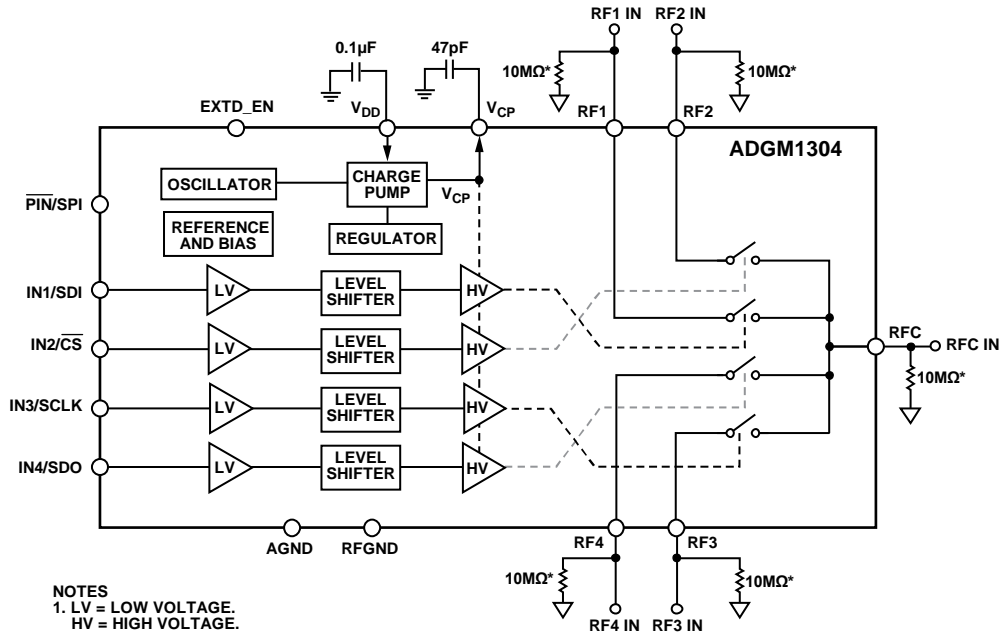 RF1 IN
RF2 IN
0.1µF
47pF
10MΩ*
10MΩ*
EXTD_EN
V_DD
V_CP
RF1
RF2
ADGM1304
OSCILLATOR
CHARGE
PUMP
V_CP
PIN/SPI
REFERENCE
AND BIAS
REGULATOR
IN1/SDI
LV
LEVEL
SHIFTER
HV
IN2/CS
LV
LEVEL
SHIFTER
HV
RFC
RFC IN
10MΩ*
IN3/SCLK
LV
LEVEL
SHIFTER
HV
IN4/SDO
LV
LEVEL
SHIFTER
HV
AGND
RFGND
RF4
RF3
10MΩ*
10MΩ*
RF4 IN
RF3 IN
NOTES
1. LV = LOW VOLTAGE.
HV = HIGH VOLTAGE.